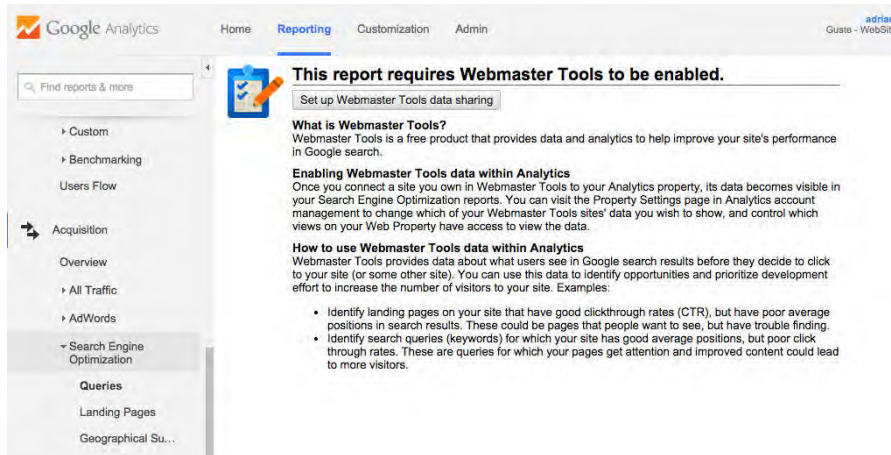 Google Analytics
Home Reporting Customization Admin
adrian
Guste - WebSit
Find reports & more
Custom
Benchmarking
Users Flow
Acquisition
Overview
All Traffic
AdWords
Search Engine
Optimization
Queries
Landing Pages
Geographical Su...
This report requires Webmaster Tools to be enabled.
Set up Webmaster Tools data sharing
What is Webmaster Tools?
Webmaster Tools is a free product that provides data and analytics to help improve your site's performance
in Google search.
Enabling Webmaster Tools data within Analytics
Once you connect a site you own in Webmaster Tools to your Analytics property, its data becomes visible in
your Search Engine Optimization reports. You can visit the Property Settings page in Analytics account
management to change which of your Webmaster Tools sites' data you wish to show, and control which
views on your Web Property have access to view the data.
How to use Webmaster Tools data within Analytics
Webmaster Tools provides data about what users see in Google search results before they decide to click
to your site (or some other site). You can use this data to identify opportunities and prioritize development
effort to increase the number of visitors to your site. Examples:
• Identify landing pages on your site that have good clickthrough rates (CTR), but have poor average
positions in search results. These could be pages that people want to see, but have trouble finding.
• Identify search queries (keywords) for which your site has good average positions, but poor click
through rates. These are queries for which your pages get attention and improved content could lead
to more visitors.